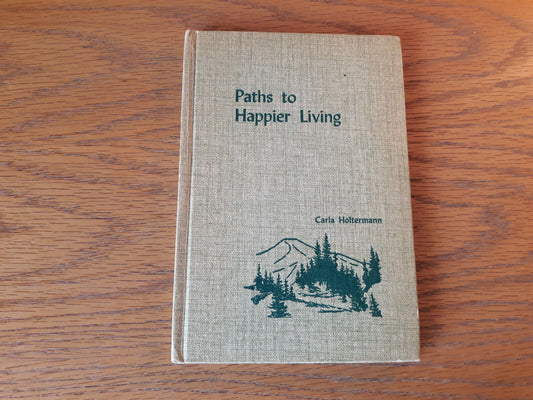 Paths to
Happier Living
Carla Holtermann